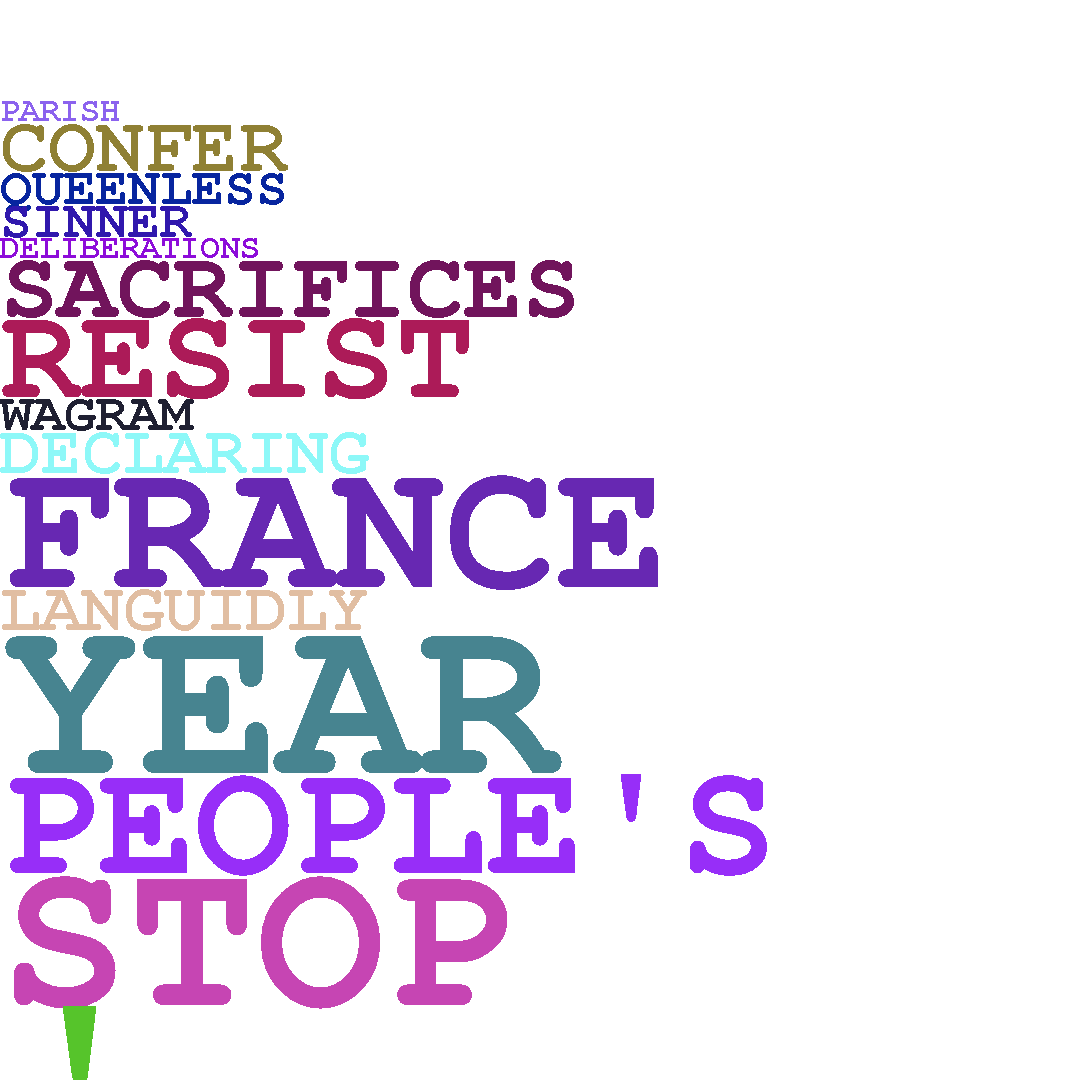 PARISH
CONFER
QUEENLESS
SINNER
DELIBERATIONS
SACRIFICES
RESIST
WAGRAM
DECLARING
FRANCE
LANGUIDLY
YEAR
PEOPLE'S
STOP
'